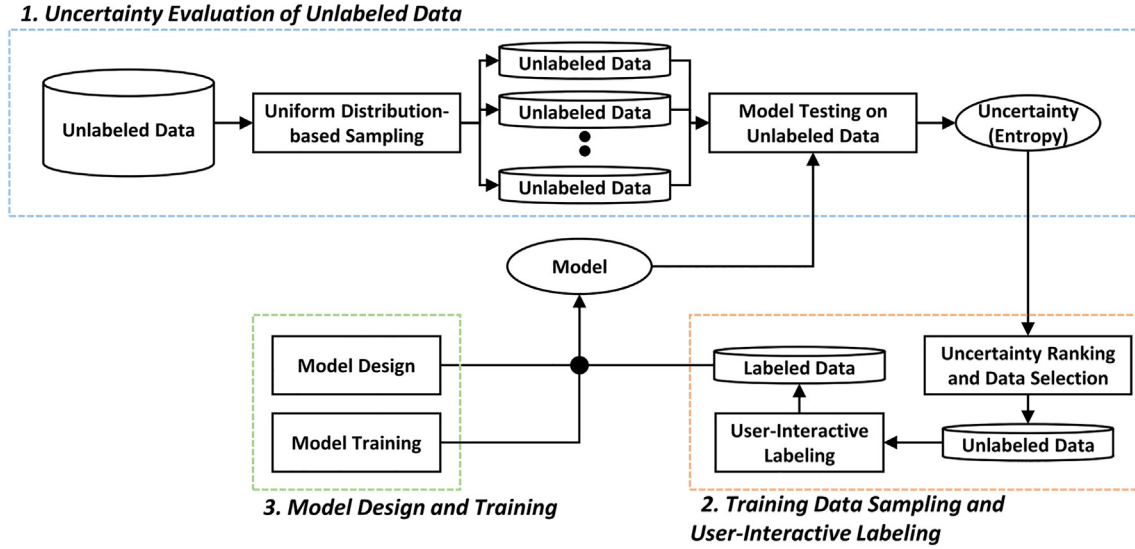 1. Uncertainty Evaluation of Unlabeled Data
Unlabeled Data
Uniform Distribution-
based Sampling
Unlabeled Data
Unlabeled Data
Unlabeled Data
Model Testing on
Unlabeled Data
Uncertainty
(Entropy)
Model
Model Design
Model Training
3. Model Design and Training
Labeled Data
User-Interactive
Labeling
Uncertainty Ranking
and Data Selection
Unlabeled Data
2. Training Data Sampling and
User-Interactive Labeling